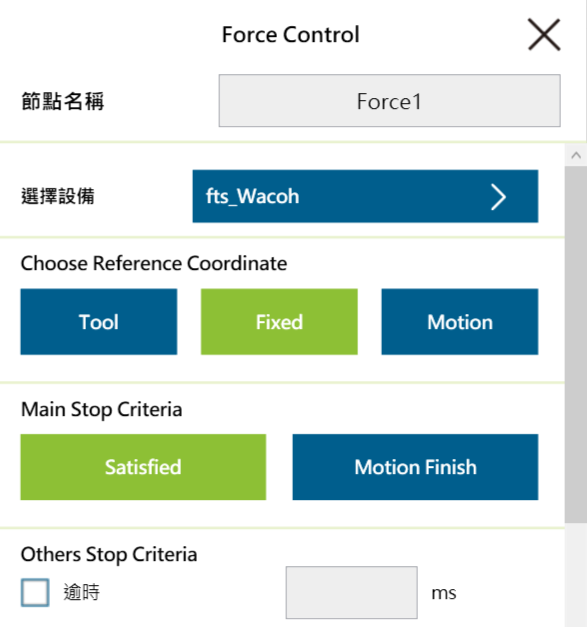 Force Control
節點名稱 Force1
選擇設備 fts_Wacoh
Choose Reference Coordinate
Tool Fixed Motion
Main Stop Criteria
Satisfied Motion Finish
Others Stop Criteria
逾時 ms